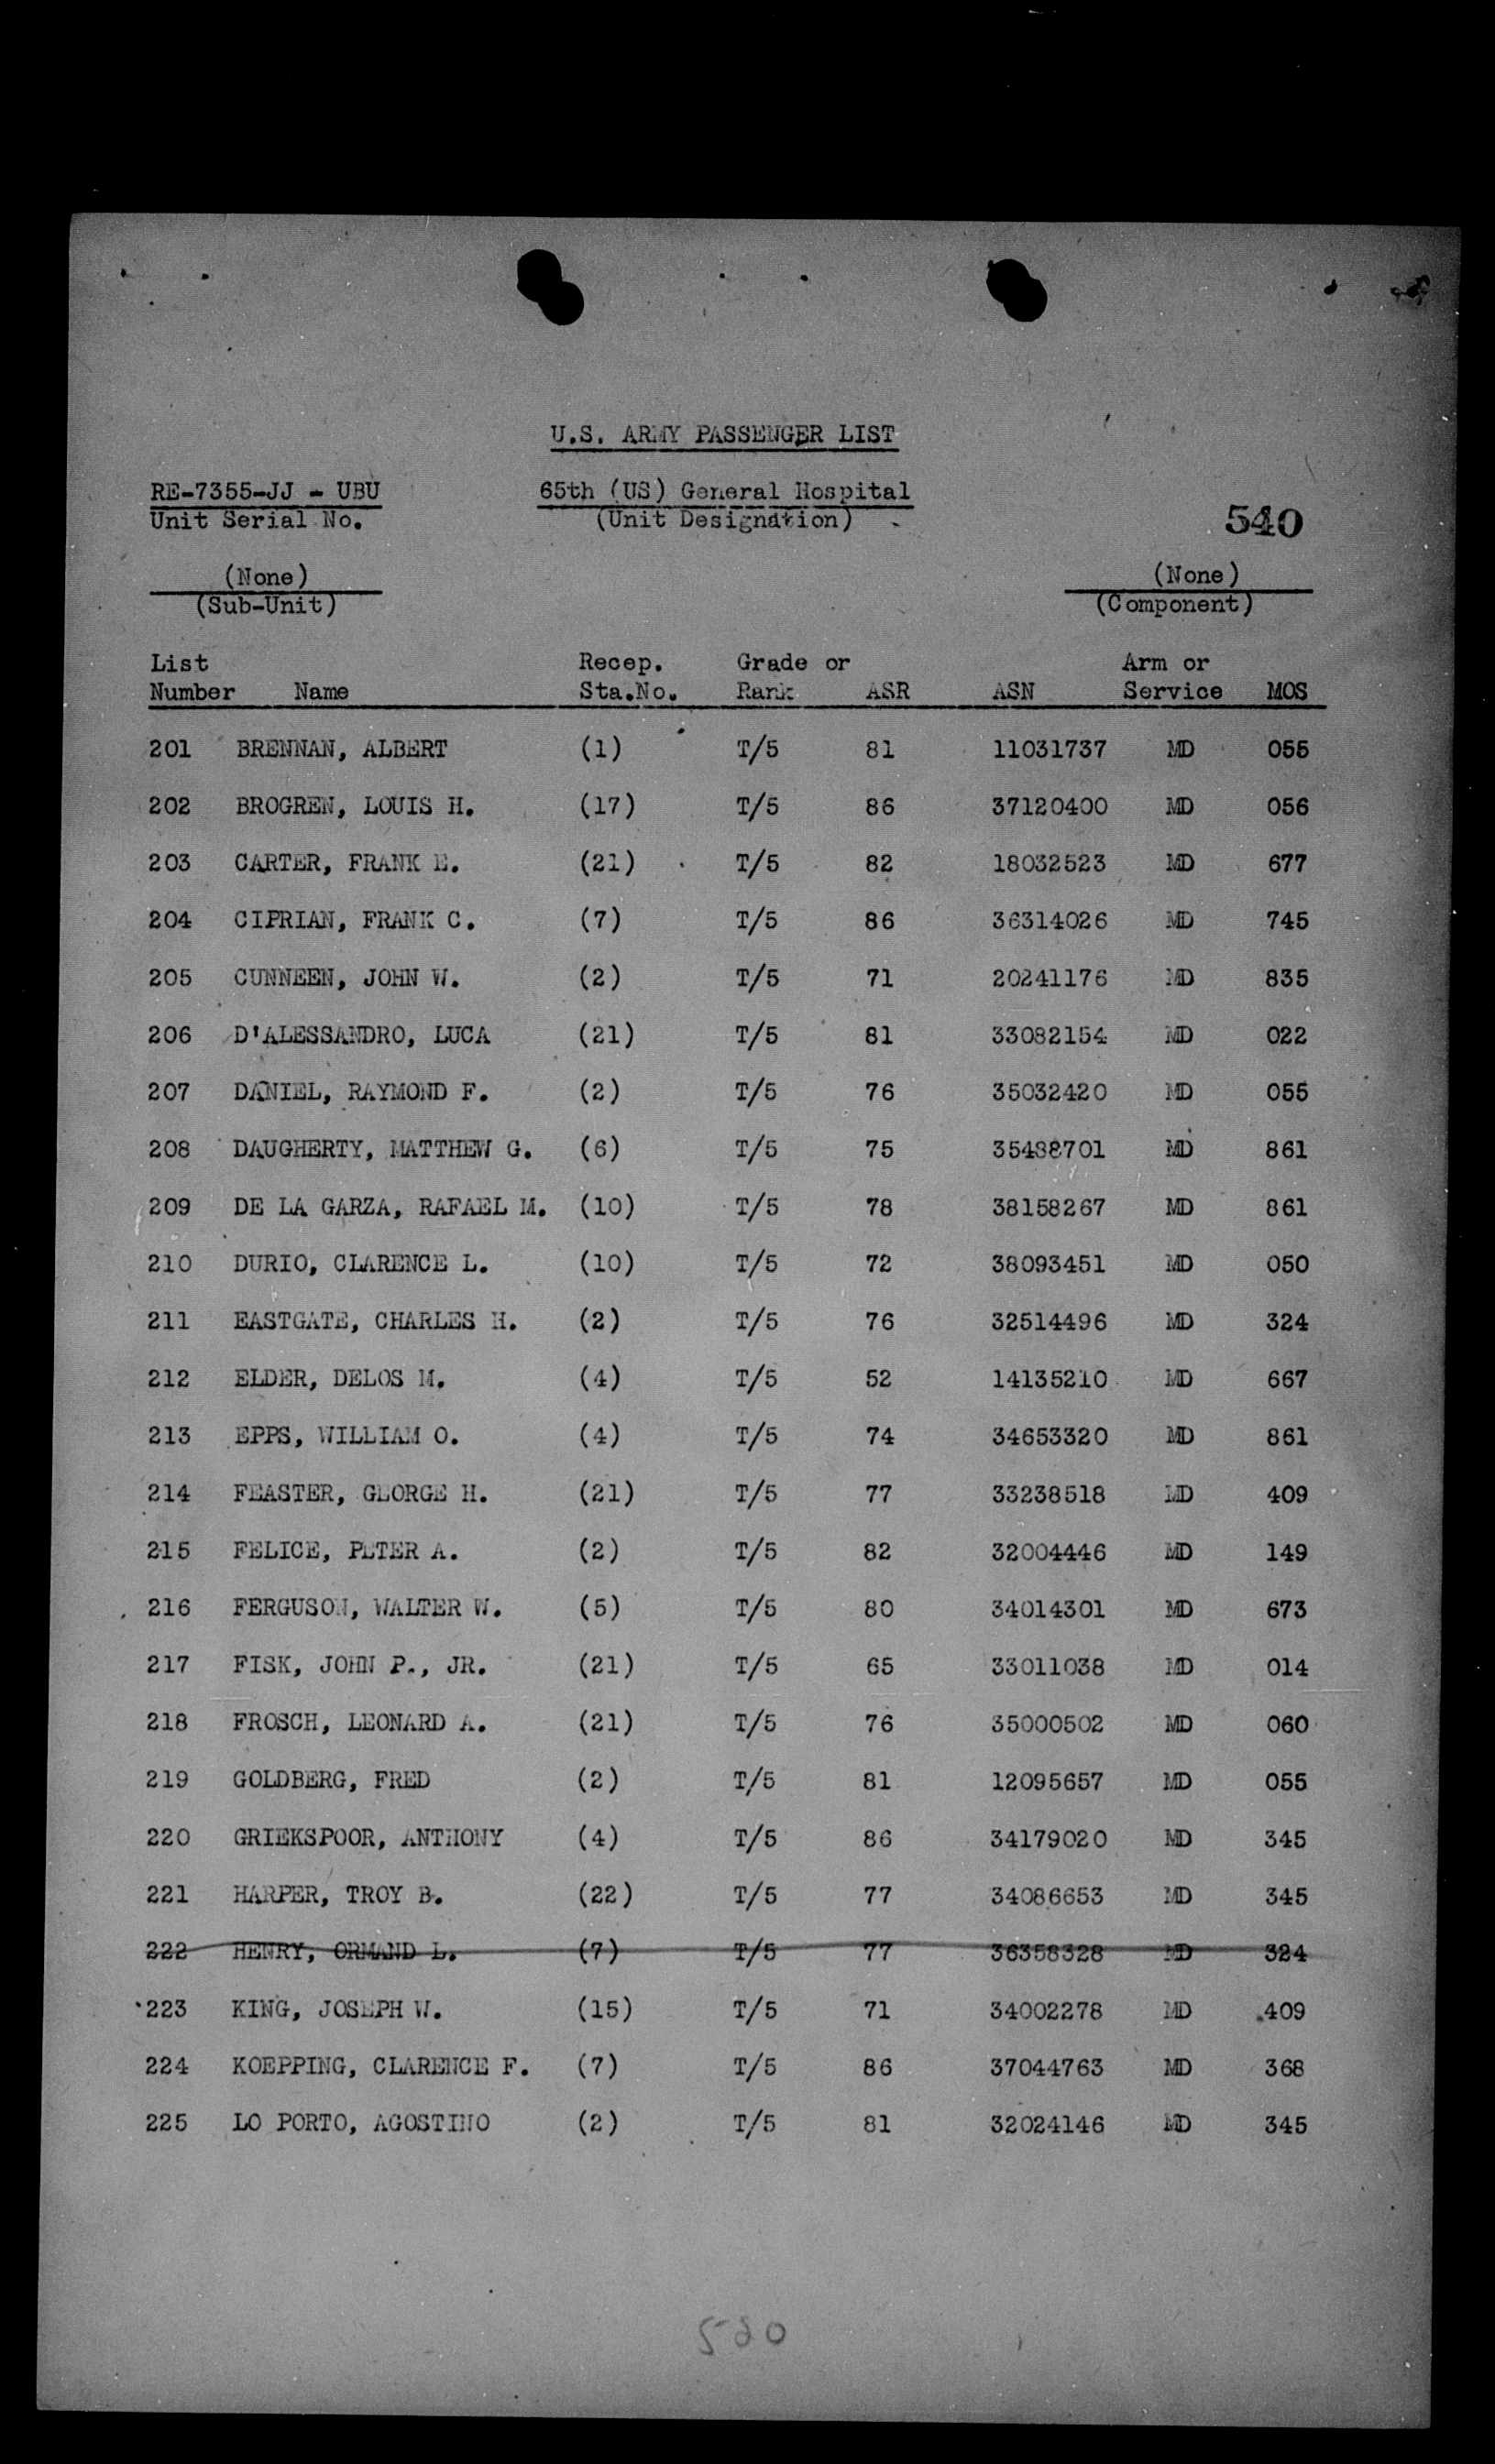 U.S. ARMY PASSENGER LIST
RE-7355-JJ - UBU 65th (US) General Hospital
Unit Serial No. (Unit Designation) 540
(None) (None)
(Sub-Unit) (Component)
List Recep. Grade or Arm or
Number Name Sta.No. Rank ASR ASN Service MOS
201 BRENNAN, ALBERT (1) T/5 81 11031737 MD 055
202 BROGREN, LOUIS H. (17) T/5 86 37120400 MD 056
203 CARTER, FRANK E. (21) T/5 82 18032523 MD 677
204 CIPRIAN, FRANK C. (7) T/5 86 36314026 MD 745
205 CUNNEEN, JOHN W. (2) T/5 71 20241176 MD 835
206 D'ALESSANDRO, LUCA (21) T/5 81 33082154 MD 022
207 DANIEL, RAYMOND F. (2) T/5 76 35032420 MD 055
208 DAUGHERTY, MATTHEW G. (6) T/5 75 35488701 MD 861
209 DE LA GARZA, RAFAEL M. (10) T/5 78 38158267 MD 861
210 DURIO, CLARENCE L. (10) T/5 72 38093451 MD 050
211 EASTGATE, CHARLES H. (2) T/5 76 32514496 MD 324
212 ELDER, DELOS M. (4) T/5 52 14135210 MD 667
213 EPPS, WILLIAM O. (4) T/5 74 34653320 MD 861
214 FEASTER, GEORGE H. (21) T/5 77 33238518 MD 409
215 FELICE, PETER A. (2) T/5 82 32004446 MD 149
216 FERGUSON, WALTER W. (5) T/5 80 34014301 MD 673
217 FISK, JOHN P., JR. (21) T/5 65 33011038 MD 014
218 FROSCH, LEONARD A. (21) T/5 76 35000502 MD 060
219 GOLDBERG, FRED (2) T/5 81 12095657 MD 055
220 GRIEKSPOOR, ANTHONY (4) T/5 86 34179020 MD 345
221 HARPER, TROY B. (22) T/5 77 34086653 MD 345
222 HENRY, ORMAND L. (7) T/5 77 36358328 MD 324
223 KING, JOSEPH W. (15) T/5 71 34002278 MD 409
224 KOEPPING, CLARENCE F. (7) T/5 86 37044763 MD 368
225 LO PORTO, AGOSTINO (2) T/5 81 32024146 MD 345